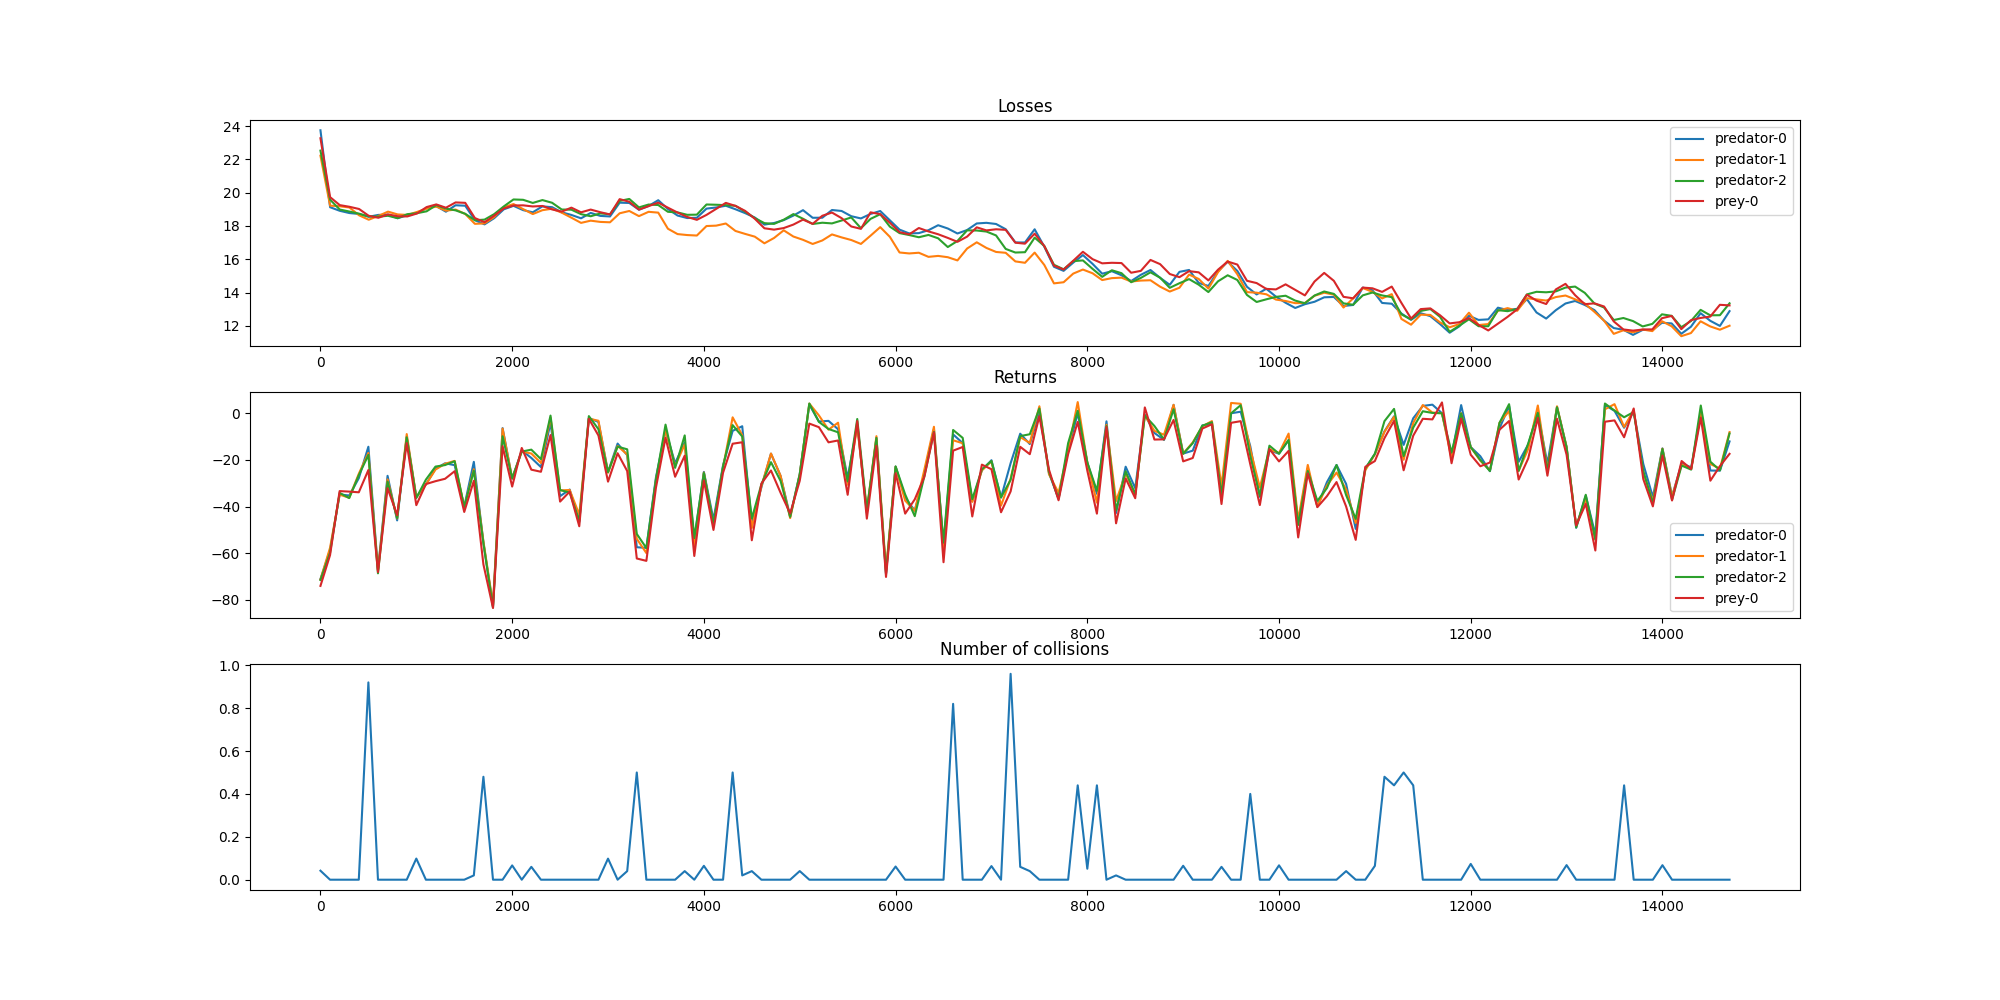 Losses
24
22
20
18
16
14
12
predator-0
predator-1
predator-2
prey-0
0 2000 4000 6000 8000 10000 12000 14000
Returns
0
−20
−40
−60
−80
predator-0
predator-1
predator-2
prey-0
0 2000 4000 6000 8000 10000 12000 14000
Number of collisions
1.0
0.8
0.6
0.4
0.2
0.0
0 2000 4000 6000 8000 10000 12000 14000